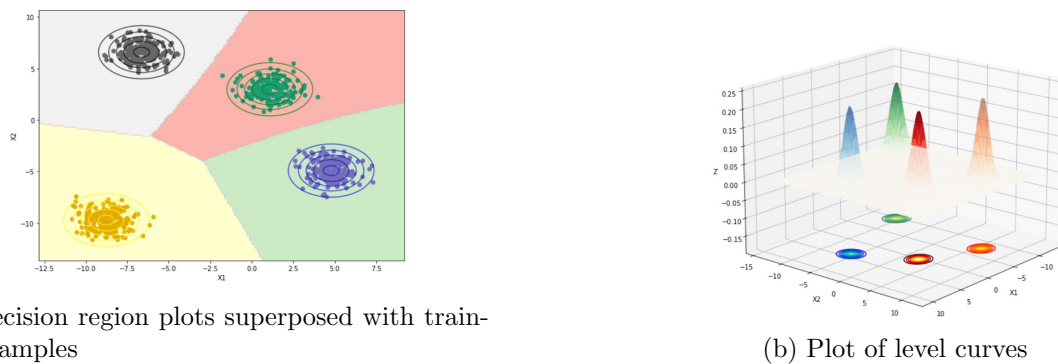 10
5
0
−5
−10
X2
−12.5 −10.0 −7.5 −5.0 −2.5 0.0 2.5 5.0 7.5
X1
ecision region plots superposed with train-
amples
0.25
0.20
0.15
0.10
0.05
0.00
−0.05
−0.10
−0.15
Z
−15 −10 −5 0 5 10
X2
10 5 0 −5 −10
X1
(b) Plot of level curves